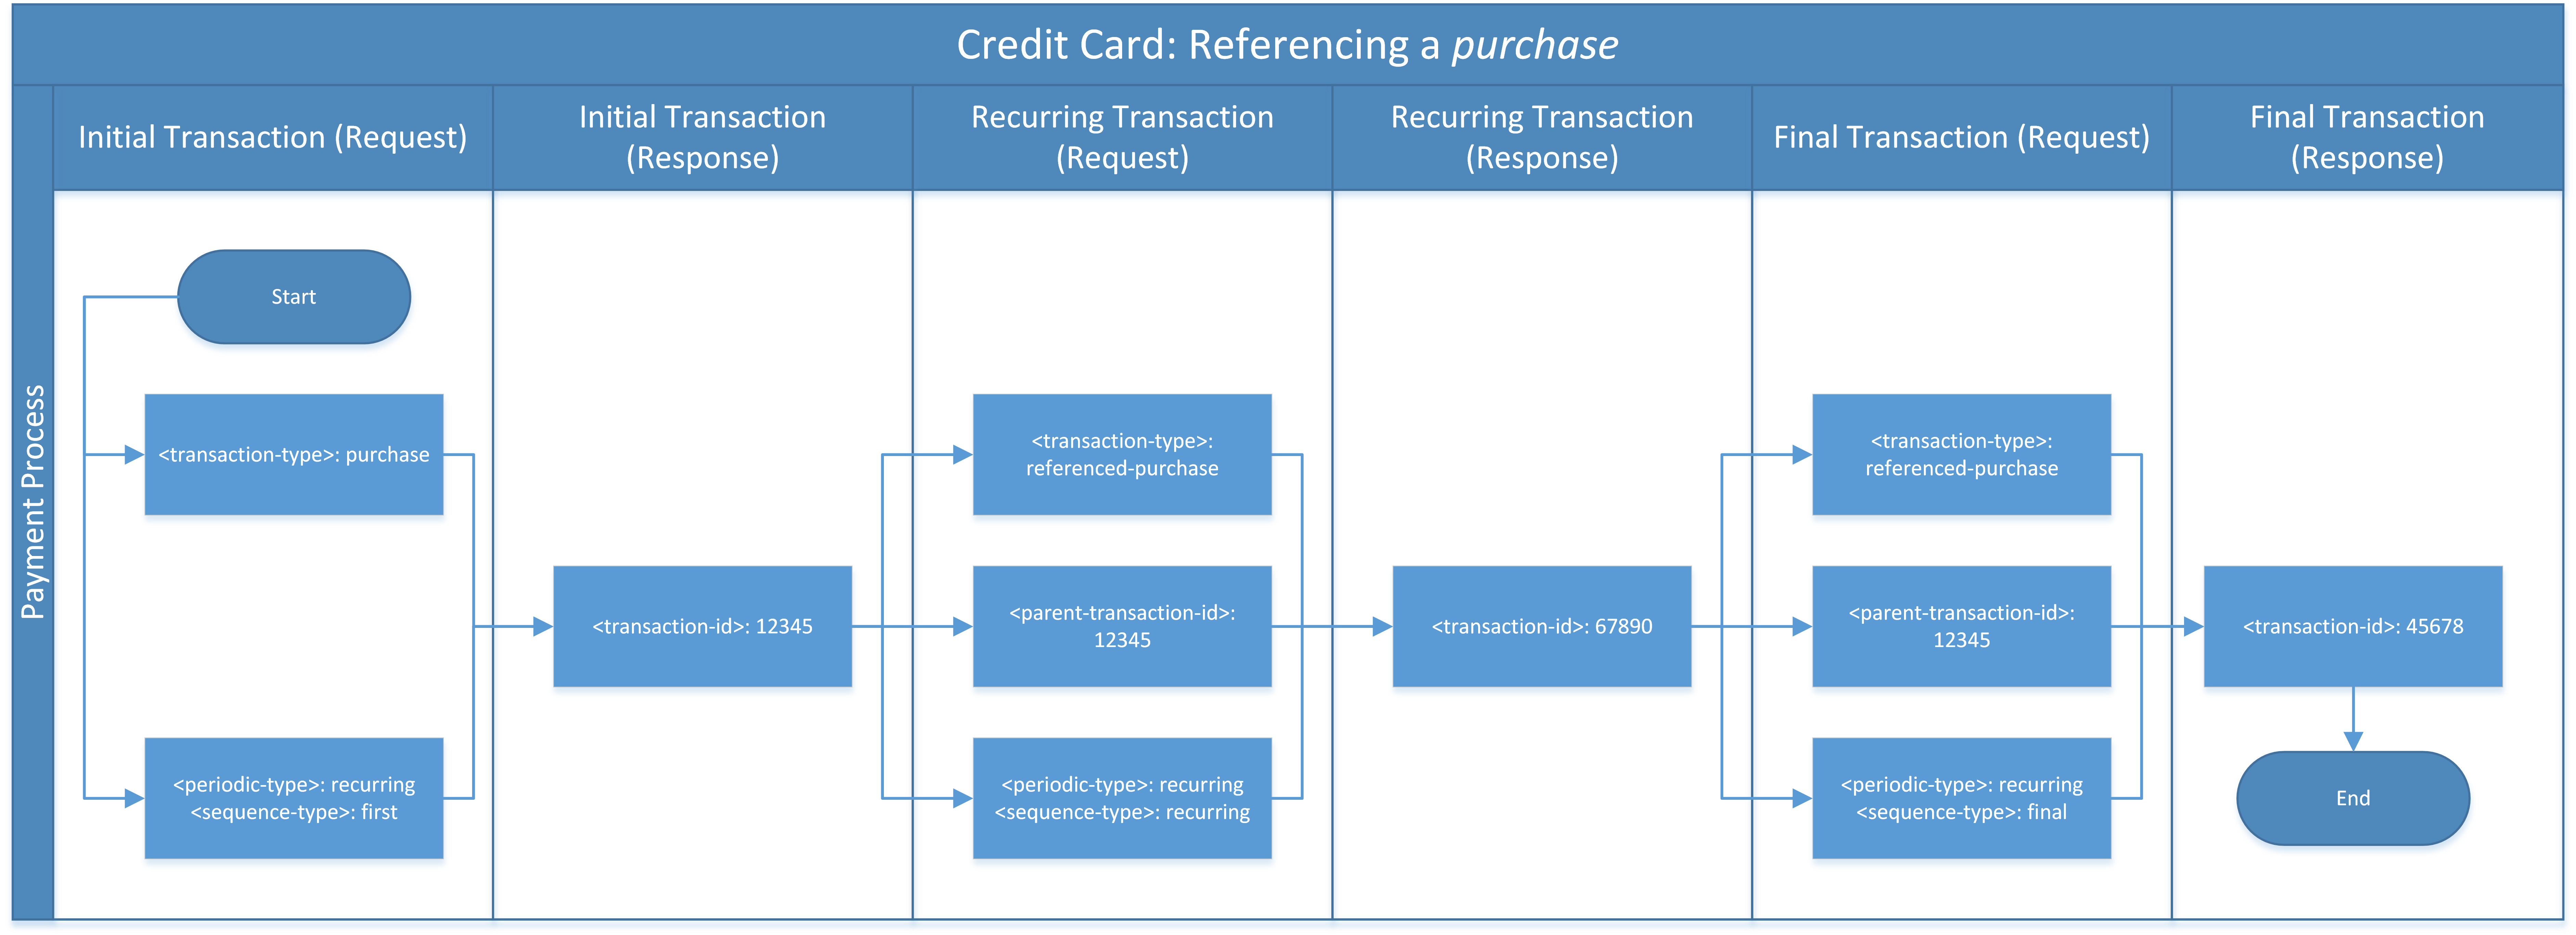 Credit Card: Referencing a purchase
Payment Process
Initial Transaction (Request)
Initial Transaction
(Response)
Recurring Transaction
(Request)
Recurring Transaction
(Response)
Final Transaction (Request)
Final Transaction
(Response)
Start
<transaction-type>: purchase
<periodic-type>: recurring
<sequence-type>: first
<transaction-id>: 12345
<transaction-type>:
referenced-purchase
<parent-transaction-id>:
12345
<periodic-type>: recurring
<sequence-type>: recurring
<transaction-id>: 67890
<transaction-type>:
referenced-purchase
<parent-transaction-id>:
12345
<periodic-type>: recurring
<sequence-type>: final
<transaction-id>: 45678
End